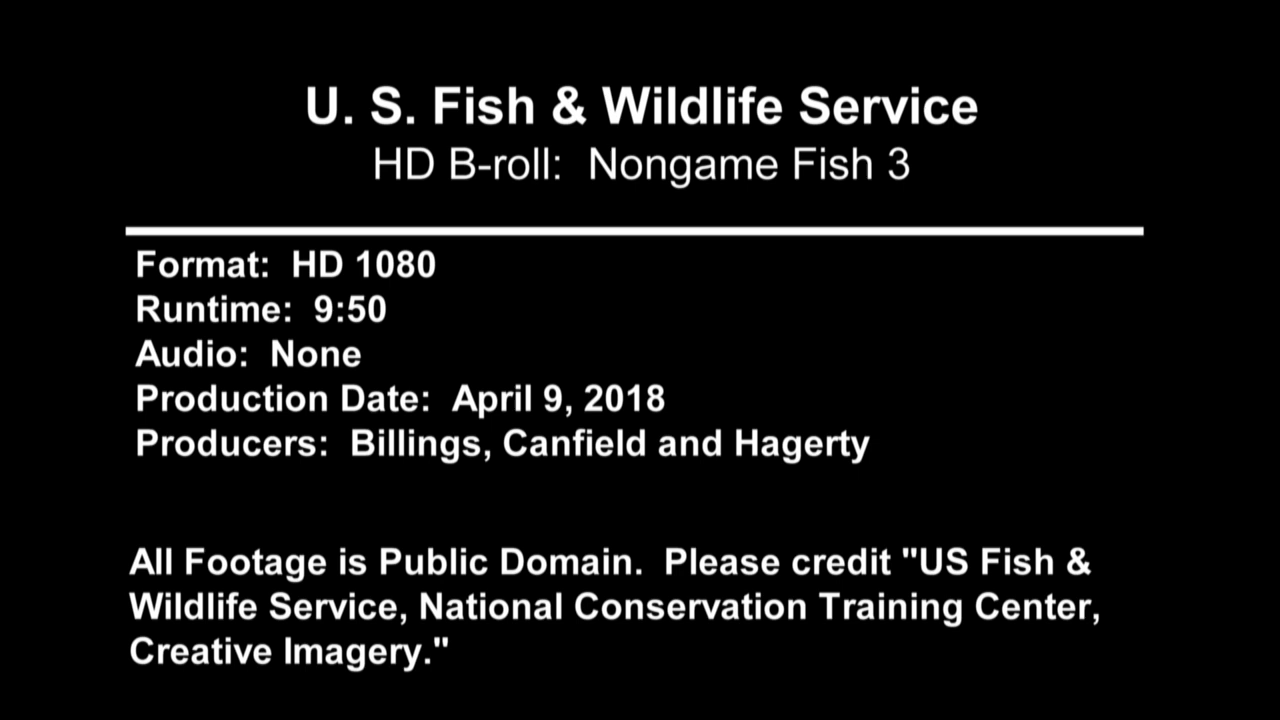 U. S. Fish & Wildlife Service
HD B-roll:  Nongame Fish 3
Format:  HD 1080
Runtime:  9:50
Audio:  None
Production Date:  April 9, 2018
Producers:  Billings, Canfield and Hagerty
All Footage is Public Domain.  Please credit "US Fish &
Wildlife Service, National Conservation Training Center,
Creative Imagery."